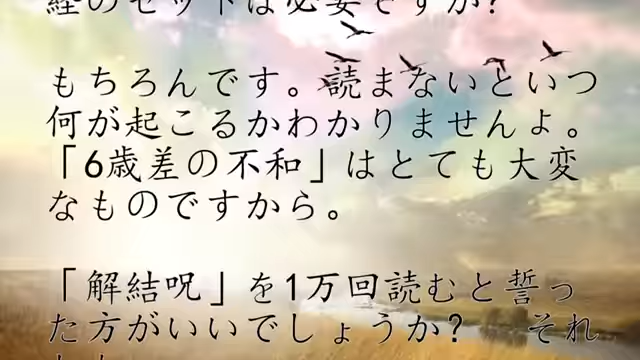 経のセットは必要ですか?
もちろんです。読まないといつ
何が起こるかわかりませんよ。
「6歳差の不和」はとても大変
なものですから。
「解結呪」を1万回読むと誓っ
た方がいいでしょうか? それ